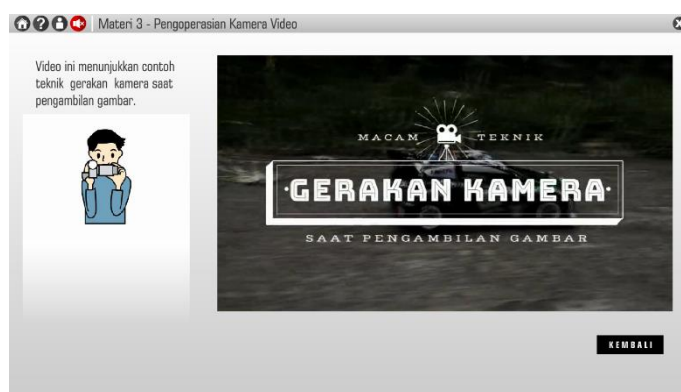 Materi 3 - Pengoperasian Kamera Video
Video ini menunjukkan contoh
teknik gerakan kamera saat
pengambilan gambar.
MACAM TEKNIK
GERAKAN KAMERA
SAAT PENGAMBILAN GAMBAR
KEMBALI